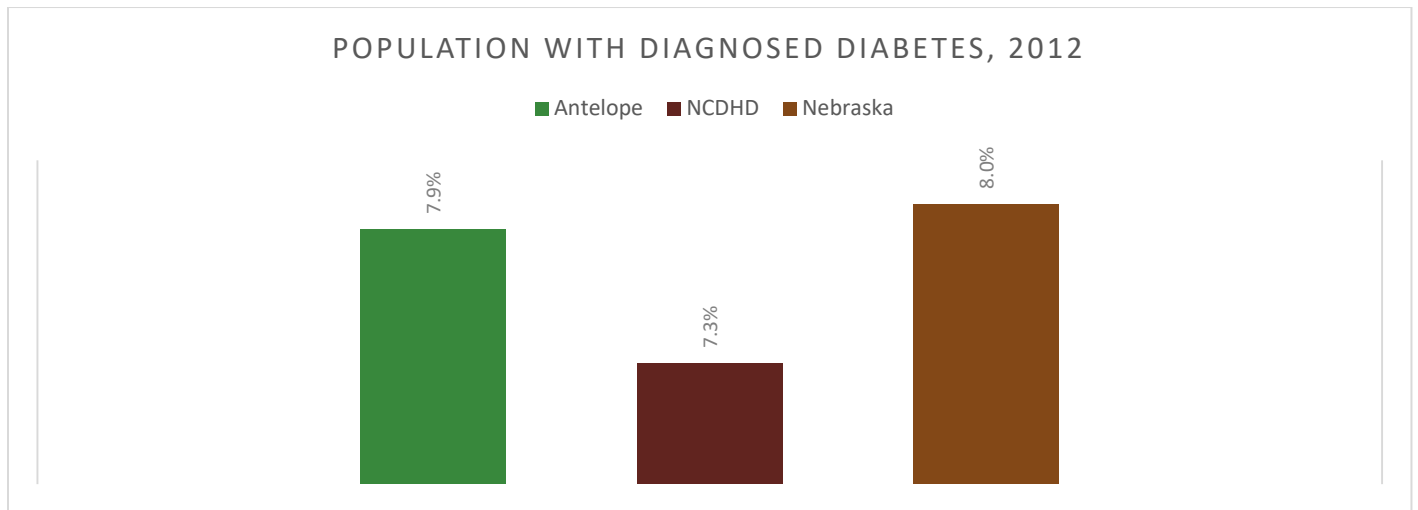 POPULATION WITH DIAGNOSED DIABETES, 2012
Antelope NCDHD Nebraska
7.9%
7.3%
8.0%